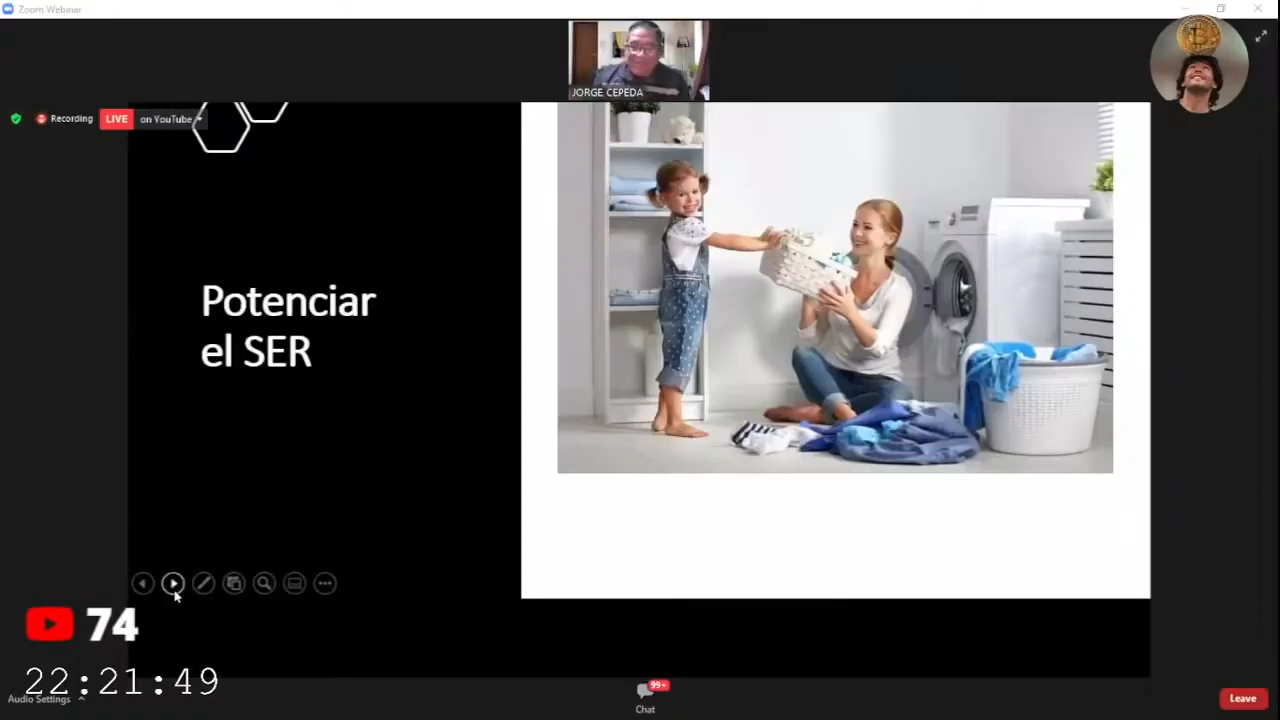 Zoom Webinar
JORGE CEPEDA
Recording
LIVE
on YouTube
Potenciar
el SER
74
22:21:49
Audio Settings
99+
Chat
Leave